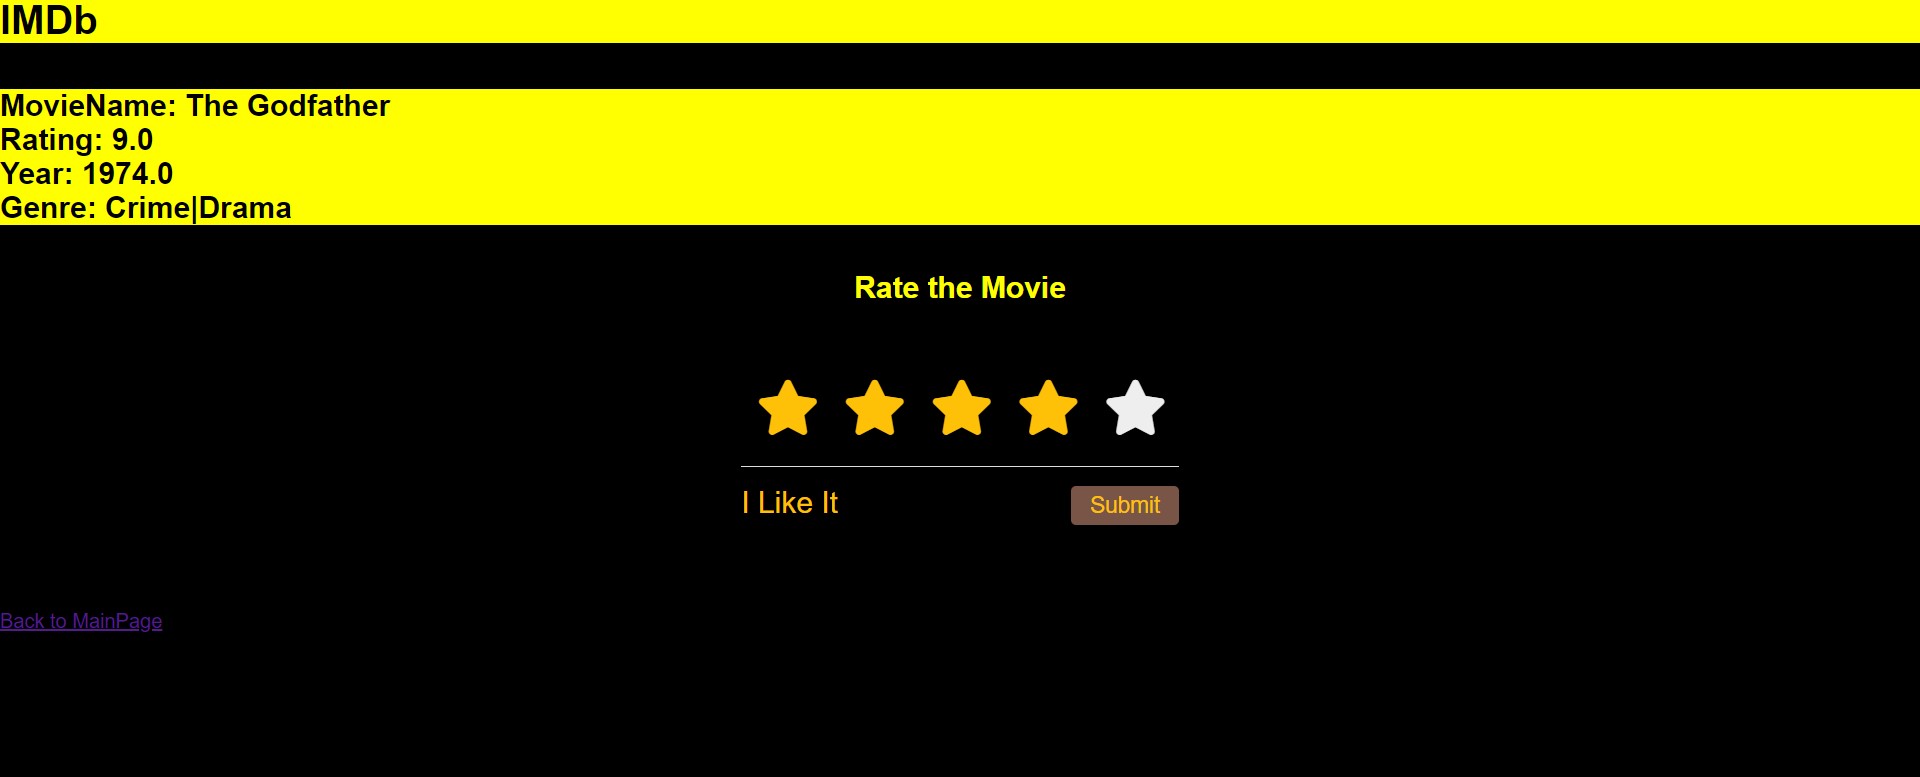 IMDb
MovieName: The Godfather
Rating: 9.0
Year: 1974.0
Genre: Crime|Drama
Rate the Movie
I Like It
Submit
Back to MainPage